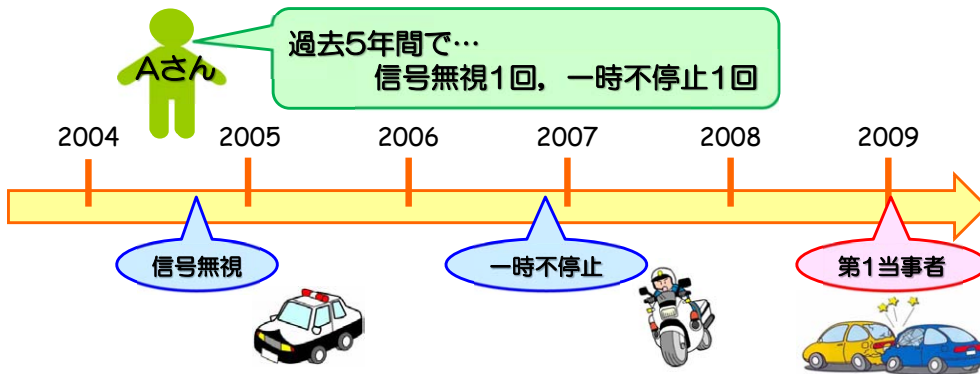 過去5年間で…
信号無視1回，一時不停止1回
Aさん
2004 2005 2006 2007 2008 2009
信号無視 一時不停止 第1当事者